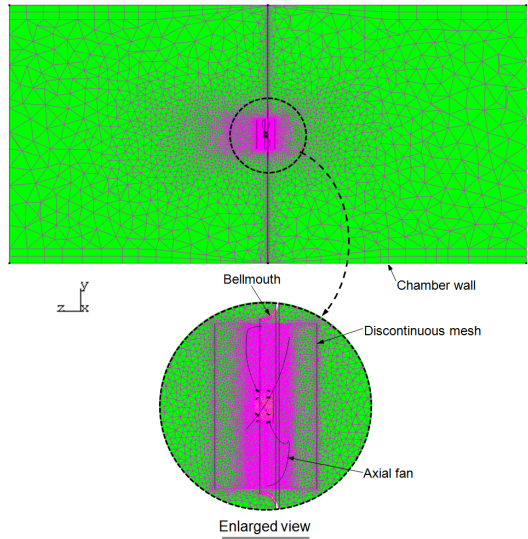 Chamber wall
y
z x
Bellmouth
Discontinuous mesh
Axial fan
Enlarged view